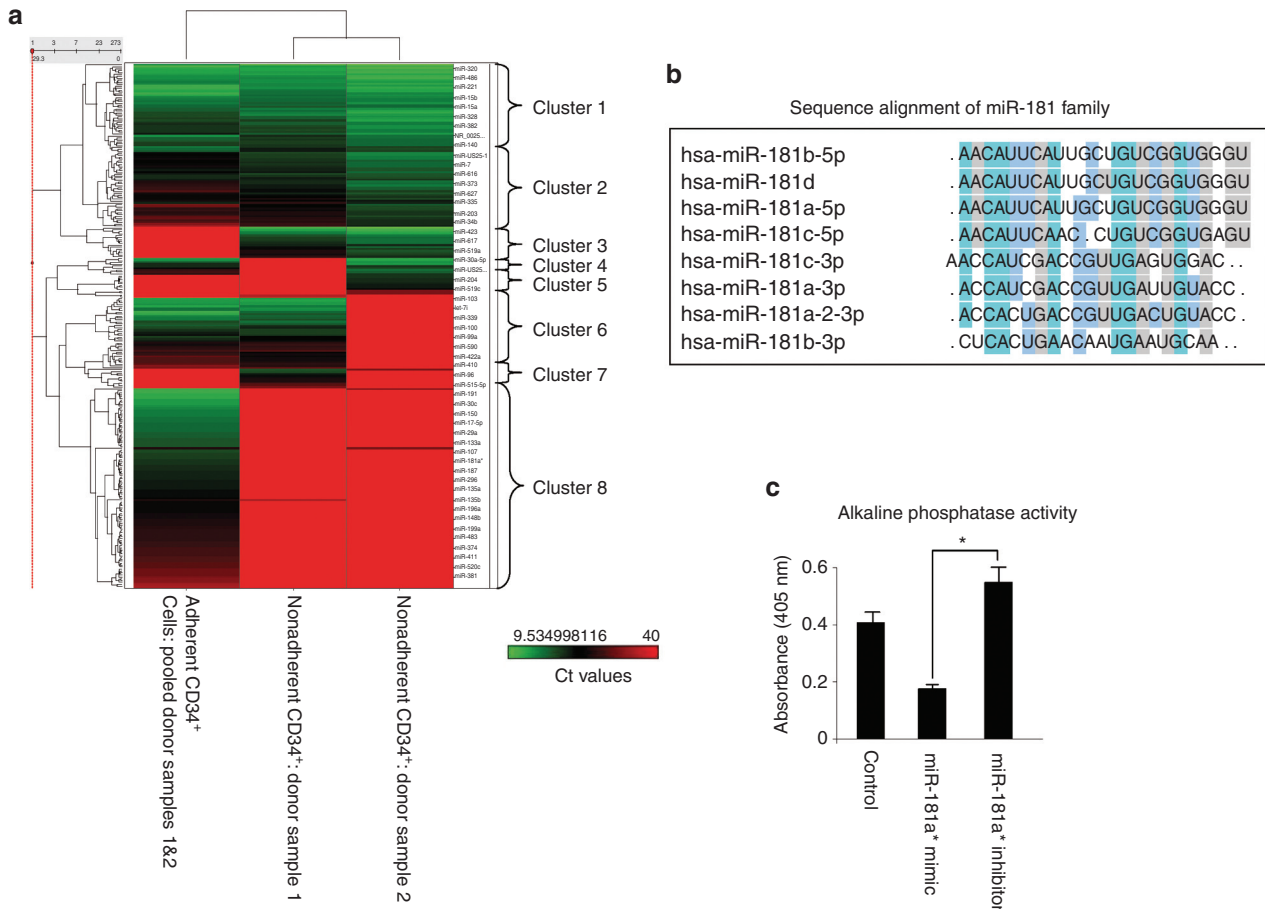 a
1 3 7 23 273
29.3 0
miR-320
miR-486
miR-221
miR-15b
miR-15a
miR-328
miR-382
NR_0025...
miR-140
miR-US25-1
miR-7
miR-616
miR-373
miR-627
miR-335
miR-203
miR-34b
miR-423
miR-617
miR-519a
miR-30a-5p
miR-US25...
miR-204
miR-519c
miR-103
let-7i
miR-339
miR-100
miR-99a
miR-590
miR-422a
miR-410
miR-96
miR-515-5p
miR-191
miR-30c
miR-150
miR-17-5p
miR-29a
miR-133a
miR-107
miR-181a*
miR-187
miR-296
miR-135a
miR-135b
miR-196a
miR-148b
miR-199a
miR-483
miR-374
miR-411
miR-520c
miR-381
Cluster 1
Cluster 2
Cluster 3
Cluster 4
Cluster 5
Cluster 6
Cluster 7
Cluster 8
Adherent CD34+
Cells: pooled donor samples 1&2
Nonadherent CD34+: donor sample 1
Nonadherent CD34+: donor sample 2
9.534998116 40
Ct values
b
Sequence alignment of miR-181 family
hsa-miR-181b-5p .AACAUUCAUUGCUGUCGGUGGGU
hsa-miR-181d .AACAUUCAUUGCUGUCGGUGGGU
hsa-miR-181a-5p .AACAUUCAUUGCUGUCGGUGGGU
hsa-miR-181c-5p .AACAUUCAAC.CUGUCGGUGAGU
hsa-miR-181c-3p AACCAUCGACCGUUGAGUGGAC..
hsa-miR-181a-3p .ACCAUCGACCGUUGAUUGUACC.
hsa-miR-181a-2-3p .ACCACUGACCGUUGACUGUACC.
hsa-miR-181b-3p .CUCACUGAACAAUGAAUGCAA..
c
Alkaline phosphatase activity
*
Absorbance (405 nm)
0.6
0.4
0.2
0
Control
miR-181a* mimic
miR-181a* inhibitor